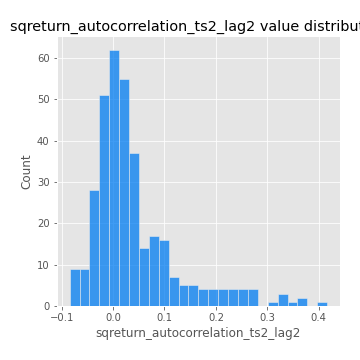 sqreturn_autocorrelation_ts2_lag2 value distribut
60
50
40
30
20
10
0
Count
−0.1 0.0 0.1 0.2 0.3 0.4
sqreturn_autocorrelation_ts2_lag2